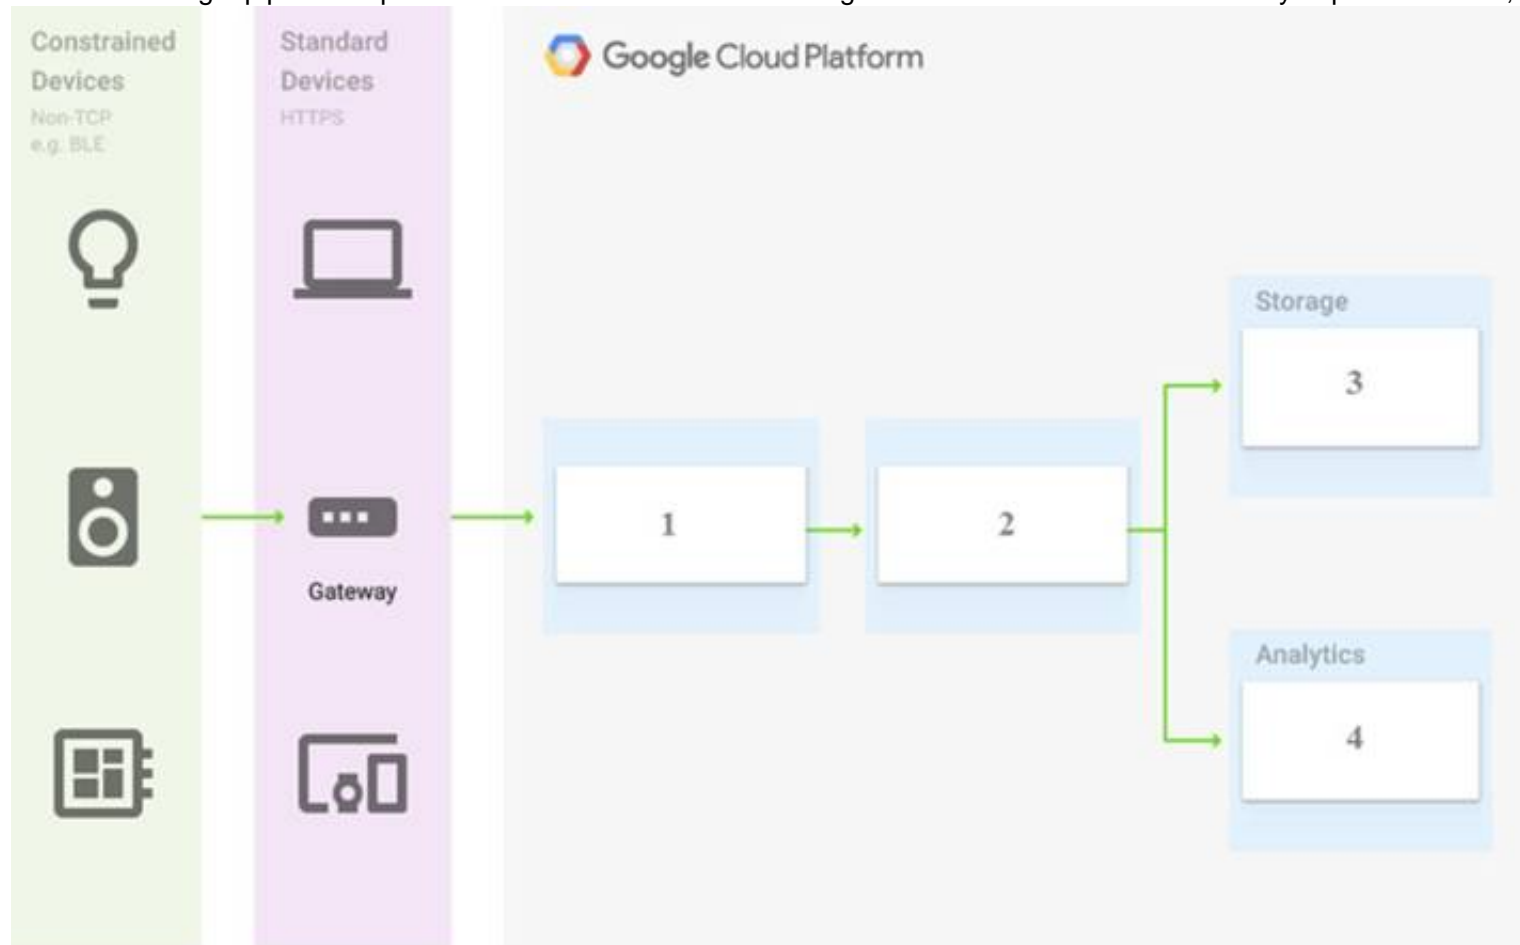 Constrained
Devices
Non-TCP
e.g. BLE
Standard
Devices
HTTPS
Gateway
Google Cloud Platform
1
2
Storage
3
Analytics
4